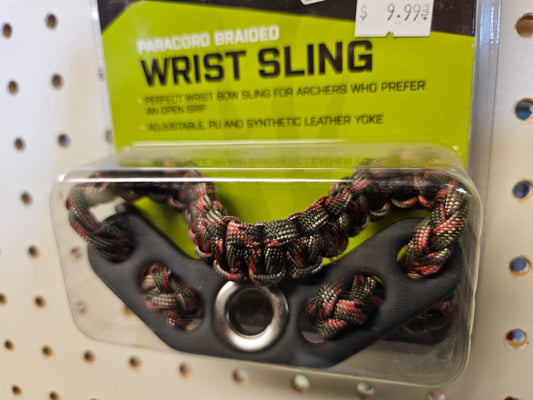 $ 9.99
PARACORD BRAIDED
WRIST SLING
PERFECT WRIST BOW SLING FOR ARCHERS WHO PREFER
AN OPEN GRIP
ADJUSTABLE, PU AND SYNTHETIC LEATHER YOKE